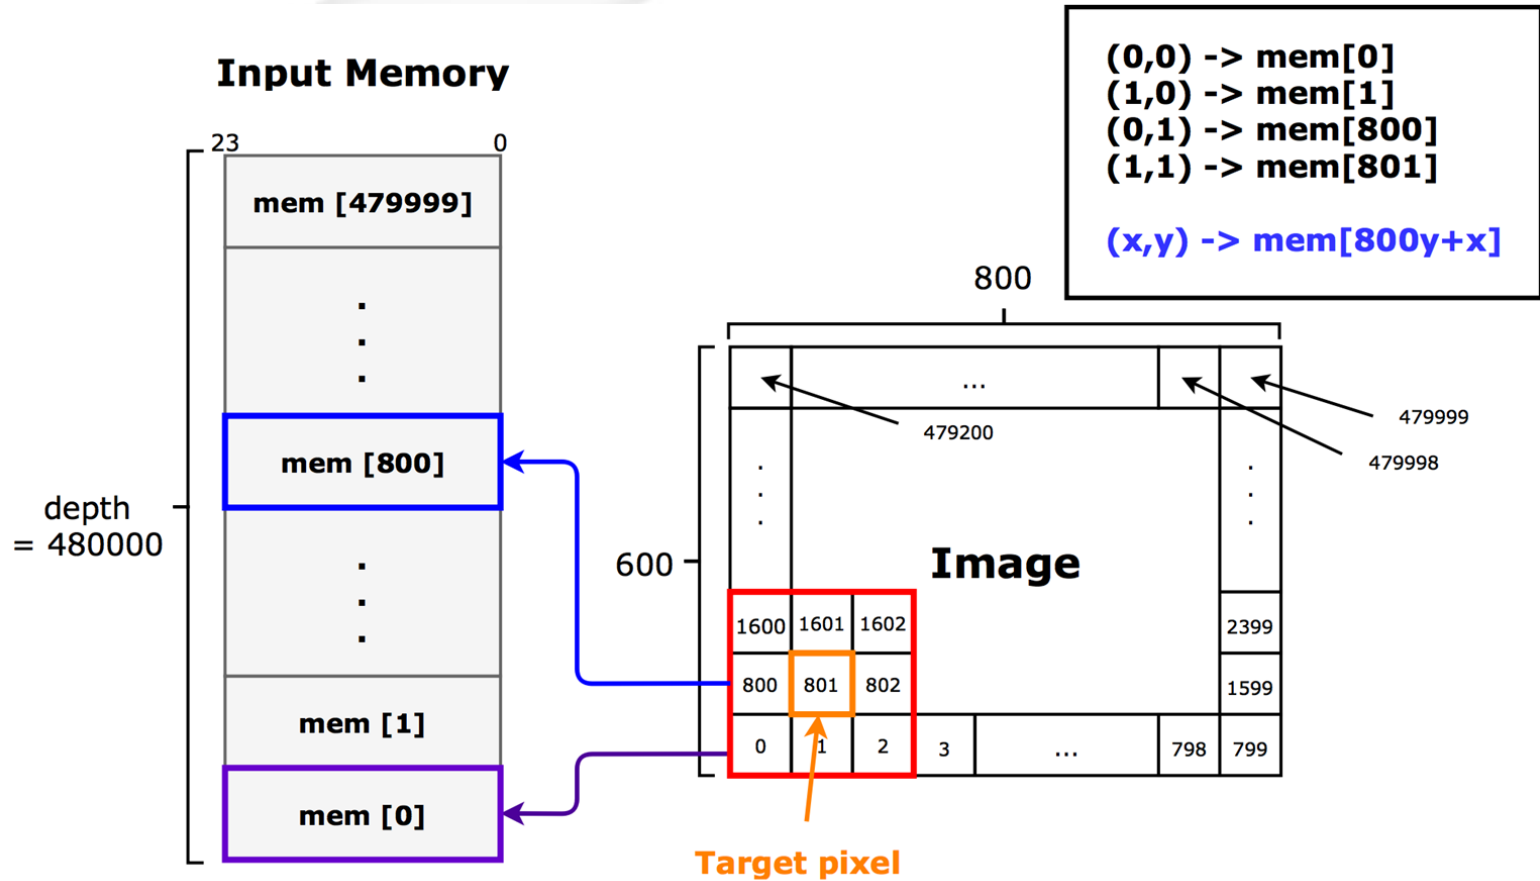 Input Memory
23
0
mem [479999]
.
.
.
mem [800]
.
.
.
mem [1]
mem [0]
depth
= 480000
(0,0) -> mem[0]
(1,0) -> mem[1]
(0,1) -> mem[800]
(1,1) -> mem[801]
(x,y) -> mem[800y+x]
800
...
479200
479999
479998
.
.
.
.
.
.
600
Image
1600 1601 1602
2399
800 801 802
1599
0 1 2 3 ... 798 799
Target pixel